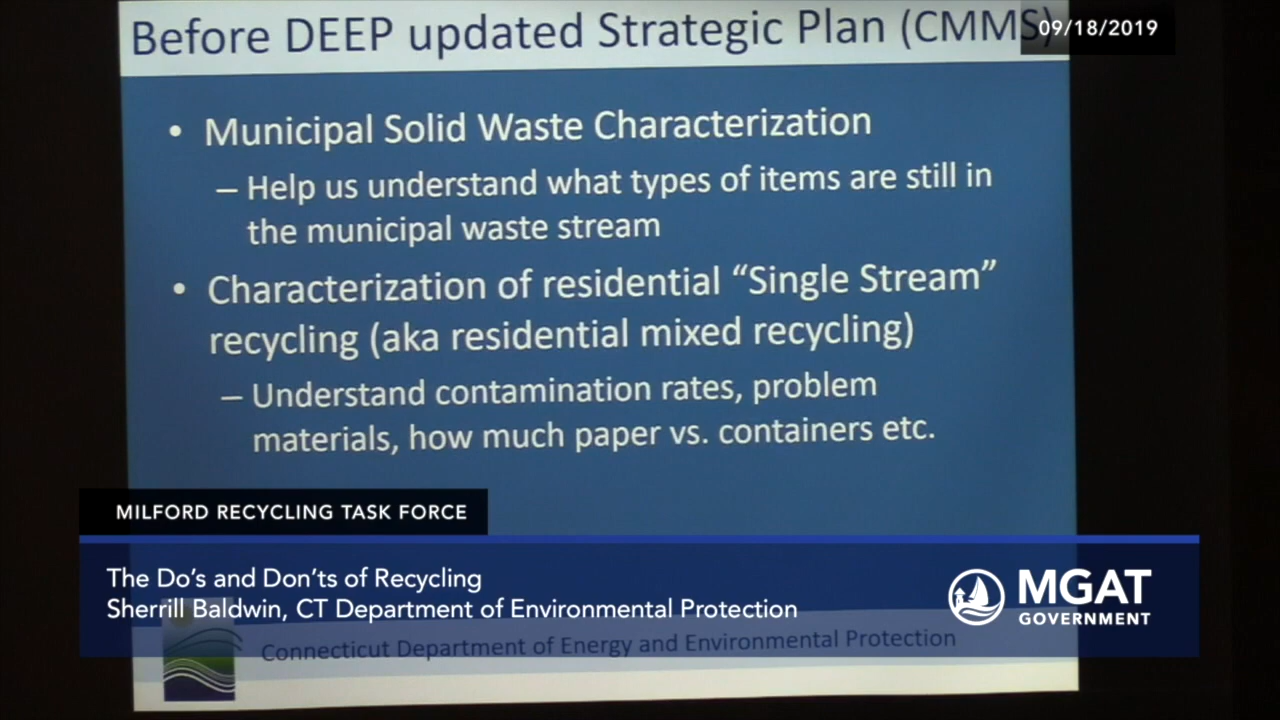 Before DEEP updated Strategic Plan (CMMS)
09/18/2019
• Municipal Solid Waste Characterization
– Help us understand what types of items are still in
the municipal waste stream
• Characterization of residential “Single Stream”
recycling (aka residential mixed recycling)
– Understand contamination rates, problem
materials, how much paper vs. containers etc.
MILFORD RECYCLING TASK FORCE
The Do’s and Don’ts of Recycling
Sherrill Baldwin, CT Department of Environmental Protection
MGAT
GOVERNMENT
Connecticut Department of Energy and Environmental Protection